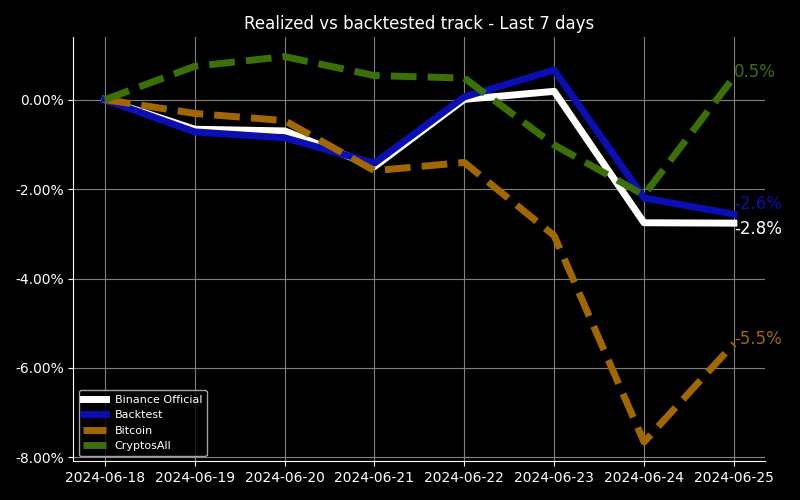 Realized vs backtested track - Last 7 days
0.5%
0.00%
-2.00%
-2.6%
-2.8%
-4.00%
-5.5%
-6.00%
Binance Official
Backtest
Bitcoin
CryptosAll
-8.00%
2024-06-18 2024-06-19 2024-06-20 2024-06-21 2024-06-22 2024-06-23 2024-06-24 2024-06-25